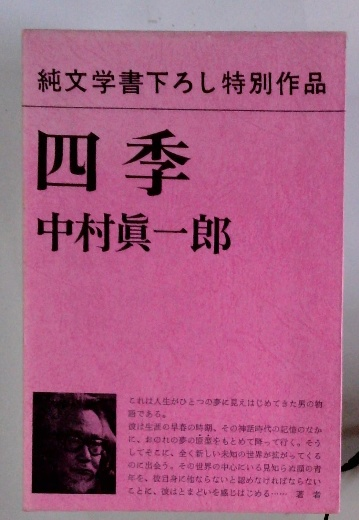 純文学書下ろし特別作品
四季
中村眞一郎
これは人生がひとつの夢に見えはじめてきた男の物
語である。
彼は生涯の早春の時期、その神話時代の記憶のなか
に、おのれの夢の源泉をもとめて降って行く。そう
してそこに、全く新しい未知の世界が拡がってくる
のに出会う。その世界の中心にいる見知らぬ顔の青
年を、彼自身に他ならないと認めなければならない
ことに、彼はとまどいを感じはじめる…… 著者